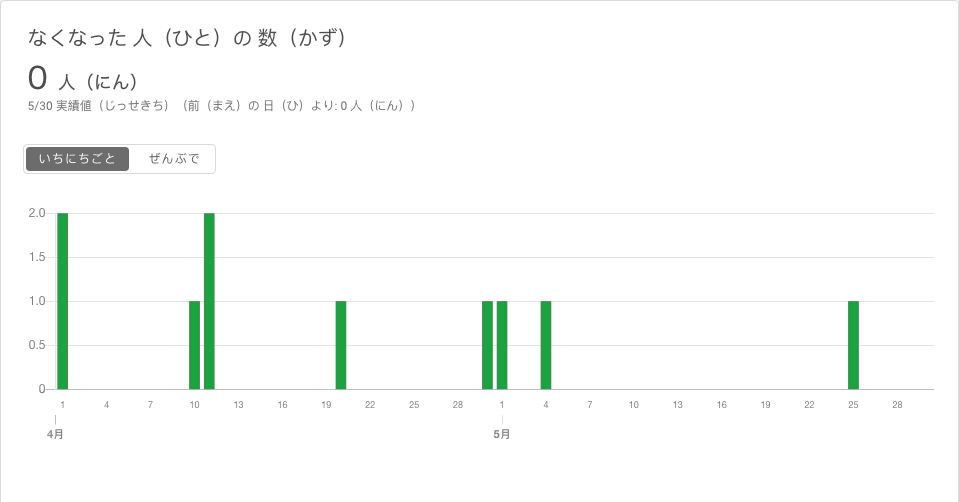 なくなった 人（ひと）の 数（かず）
0 人（にん）
5/30 実績値（じっせきち）（前（まえ）の 日（ひ）より: 0 人（にん））
いちにちごと ぜんぶで
2.0
1.5
1.0
0.5
0
1 4 7 10 13 16 19 22 25 28 1 4 7 10 13 16 19 22 25 28
4月 5月